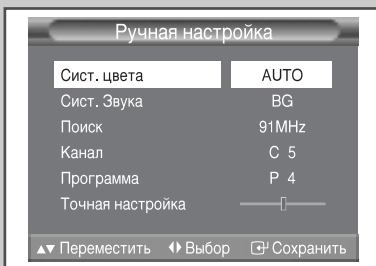 Ручная настройка
Сист. цвета AUTO
Сист. Звука BG
Поиск 91MHz
Канал C 5
Программа P 4
Точная настройка
▲▼ Переместить ◀▶ Выбор Сохранить